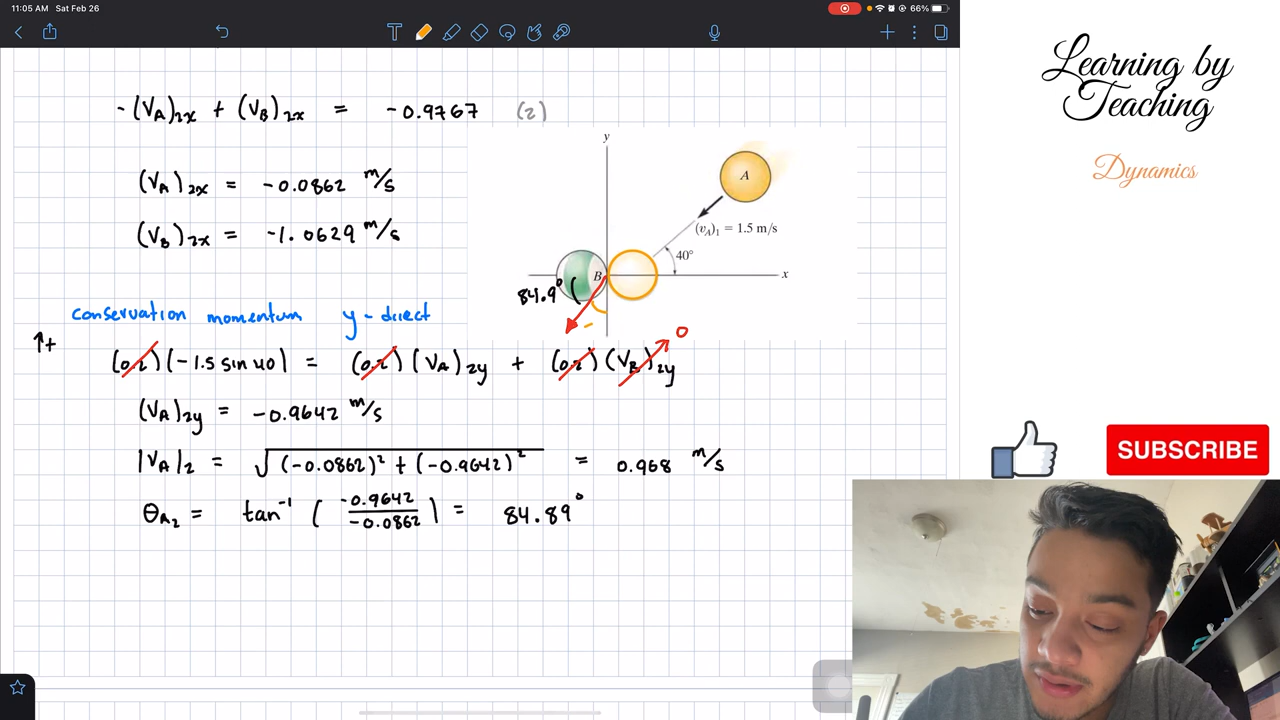 11:05 AM Sat Feb 26
66%
T
-(VA)2x + (VB)2x = -0.9767 (2)
(VA)2x = -0.0862 m/s
(VB)2x = -1.0629 m/s
y
A
(vA)1 = 1.5 m/s
40°
B
x
84.9°
conservation momentum y-direct
↑+
(0.2)(-1.5 sin 40) = (0.2)(VA)2y + (0.2)(VB)2y 0
(VA)2y = -0.9642 m/s
|VA|2 = √(-0.0862)² + (-0.9642)² = 0.968 m/s
θA2 = tan⁻¹ (-0.9642/-0.0862) = 84.89°
Learning by
Teaching
Dynamics
SUBSCRIBE